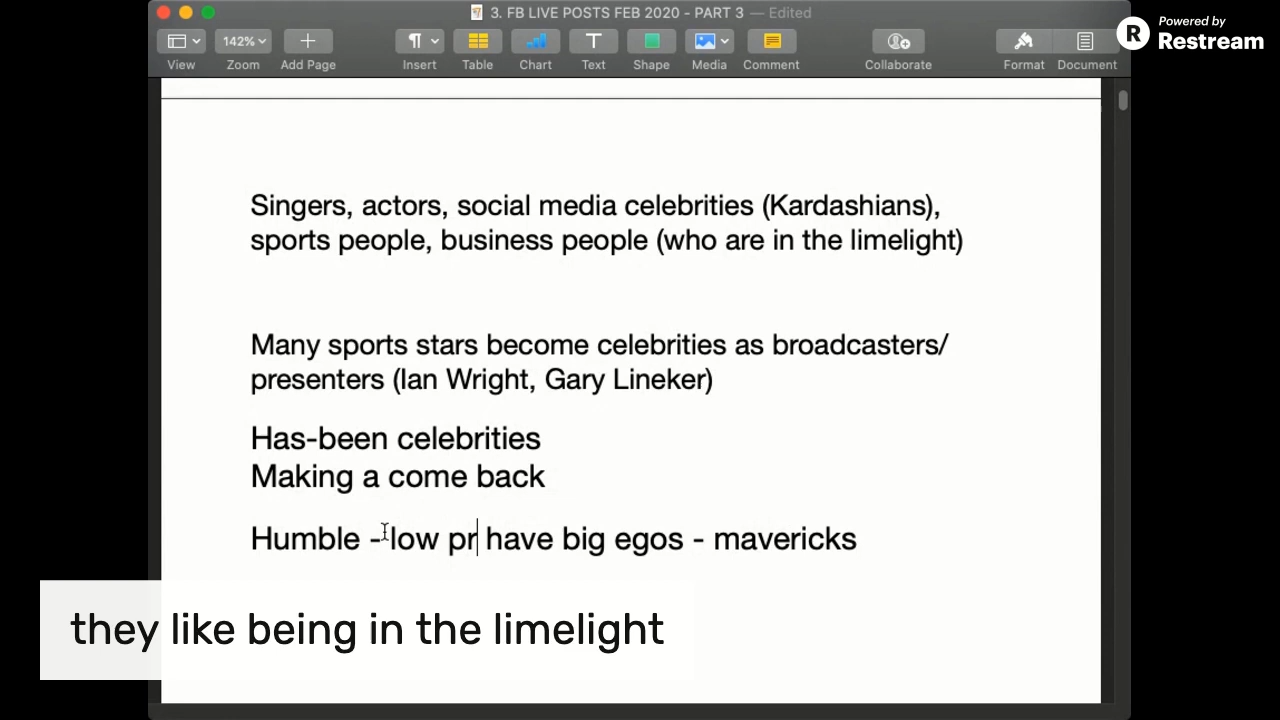 3. FB LIVE POSTS FEB 2020 - PART 3 — Edited
Powered by
R Restream
142%
View
Zoom
Add Page
Insert
Table
Chart
Text
Shape
Media
Comment
Collaborate
Format
Document
Singers, actors, social media celebrities (Kardashians),
sports people, business people (who are in the limelight)
Many sports stars become celebrities as broadcasters/
presenters (Ian Wright, Gary Lineker)
Has-been celebrities
Making a come back
Humble - low pr have big egos - mavericks
they like being in the limelight